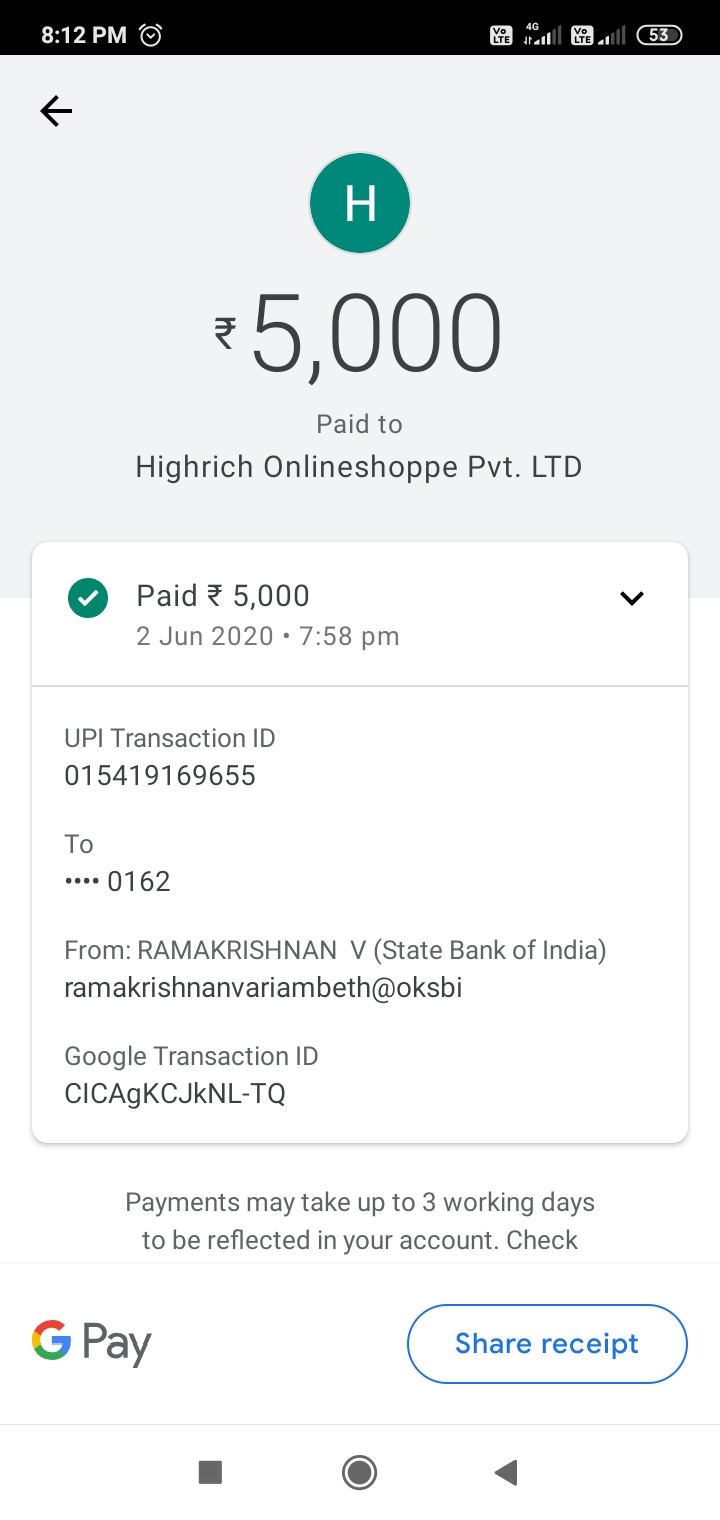 8:12 PM
Vo LTE 4G Vo LTE 53
H
₹5,000
Paid to
Highrich Onlineshoppe Pvt. LTD
Paid ₹ 5,000
2 Jun 2020 • 7:58 pm
UPI Transaction ID
015419169655
To
•••• 0162
From: RAMAKRISHNAN  V (State Bank of India)
ramakrishnanvariambeth@oksbi
Google Transaction ID
CICAgKCJkNL-TQ
Payments may take up to 3 working days
to be reflected in your account. Check
G Pay
Share receipt